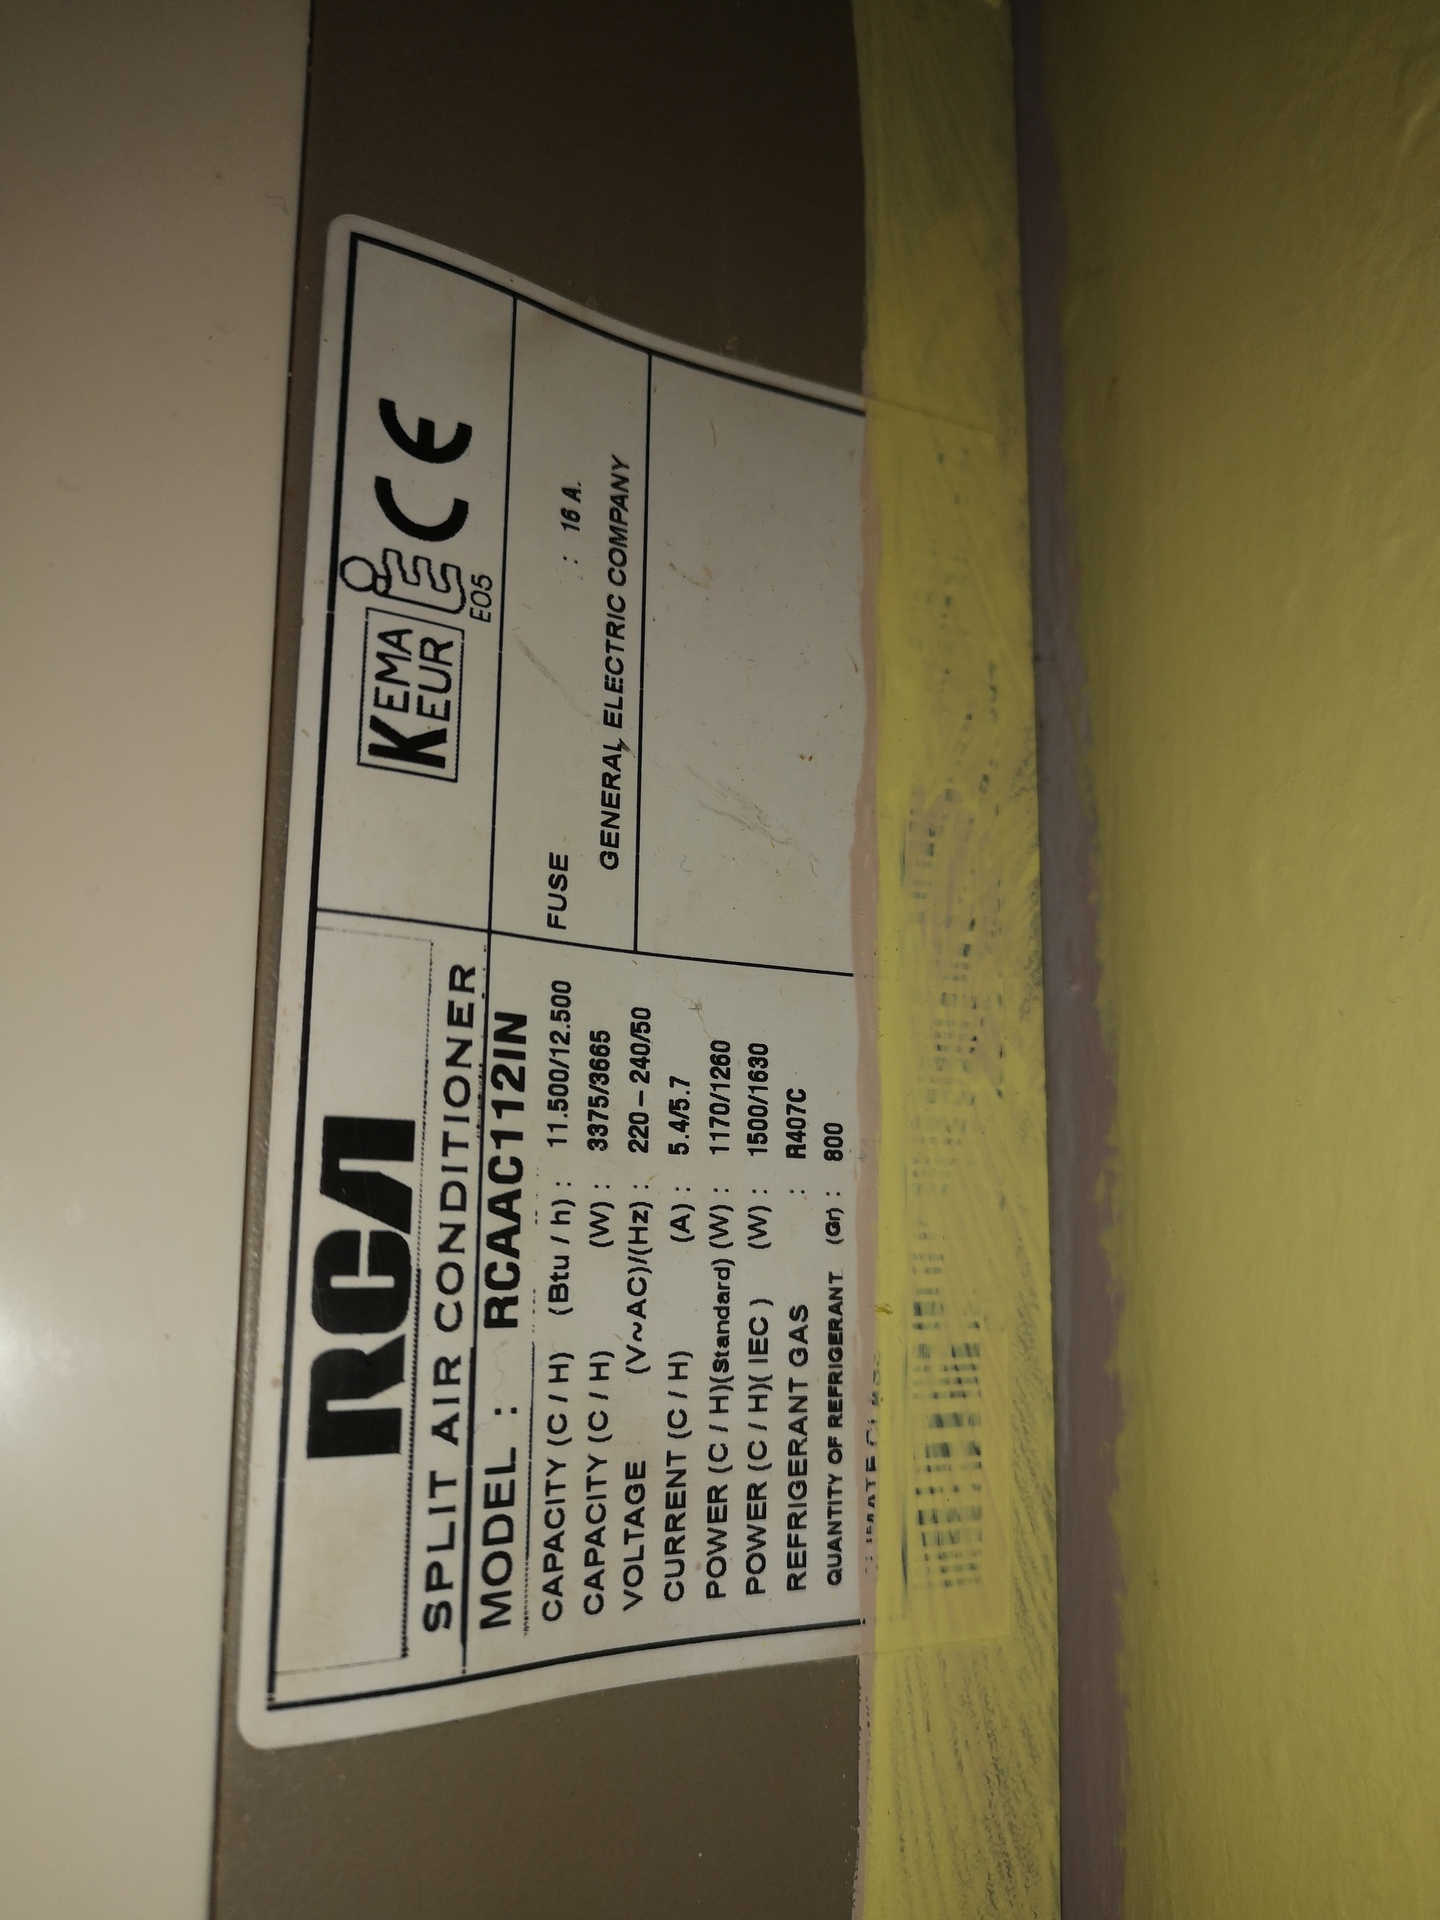 RCA
SPLIT AIR CONDITIONER
KEMA
KEUR
CE
E05
MODEL : RCAAC112IN
CAPACITY (C / H) (Btu / h) : 11.500/12.500
CAPACITY (C / H) (W) : 3375/3665
VOLTAGE (V~AC)/(Hz) : 220-240/50
CURRENT (C / H) (A) : 5.4/5.7
POWER (C / H)(Standard) (W) : 1170/1260
POWER (C / H)( IEC ) (W) : 1500/1630
REFRIGERANT GAS : R407C
QUANTITY OF REFRIGERANT (Gr) : 800
FUSE : 16 A.
GENERAL ELECTRIC COMPANY